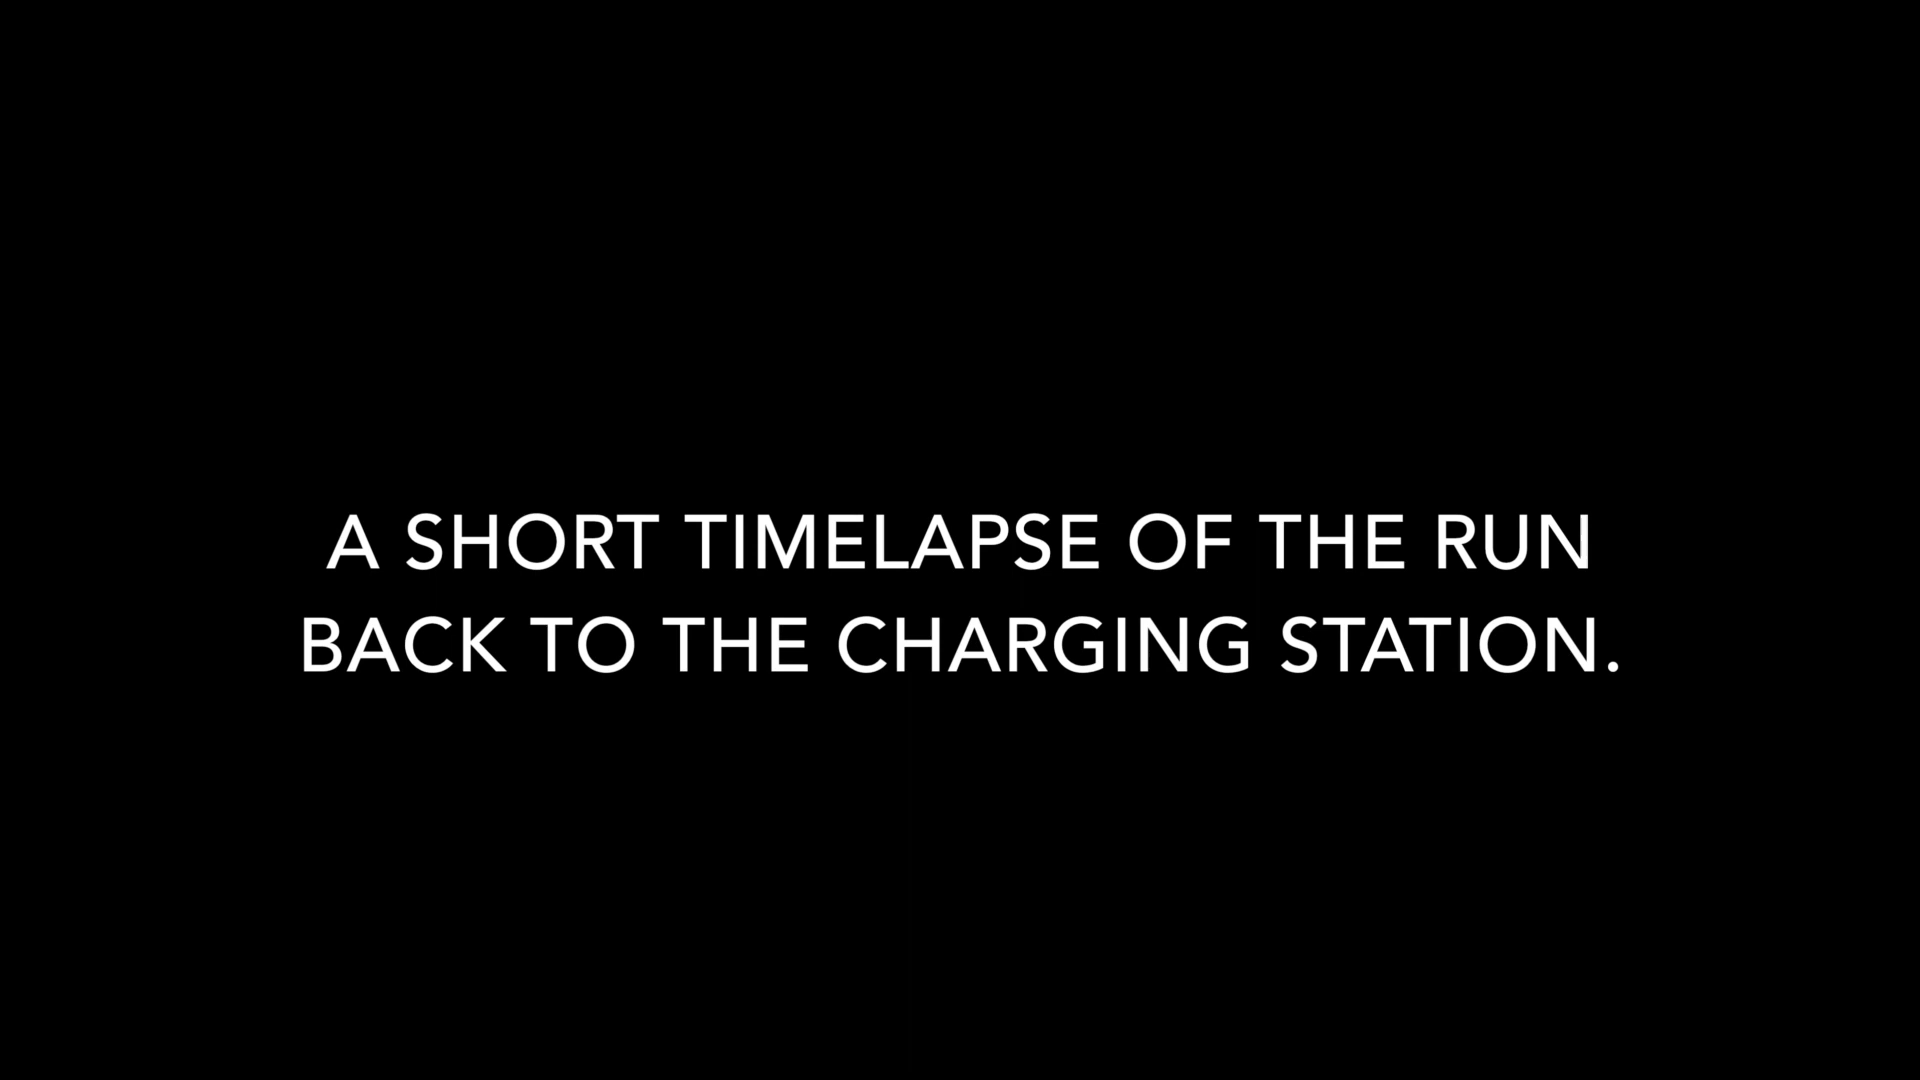 A SHORT TIMELAPSE OF THE RUN
BACK TO THE CHARGING STATION.